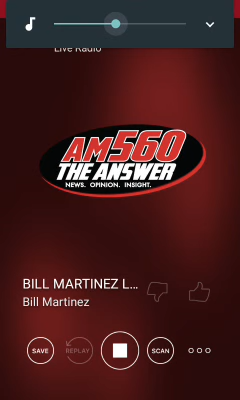 Live Radio
AM560
THE ANSWER
NEWS. OPINION. INSIGHT.
BILL MARTINEZ L...
Bill Martinez
SAVE
REPLAY
SCAN